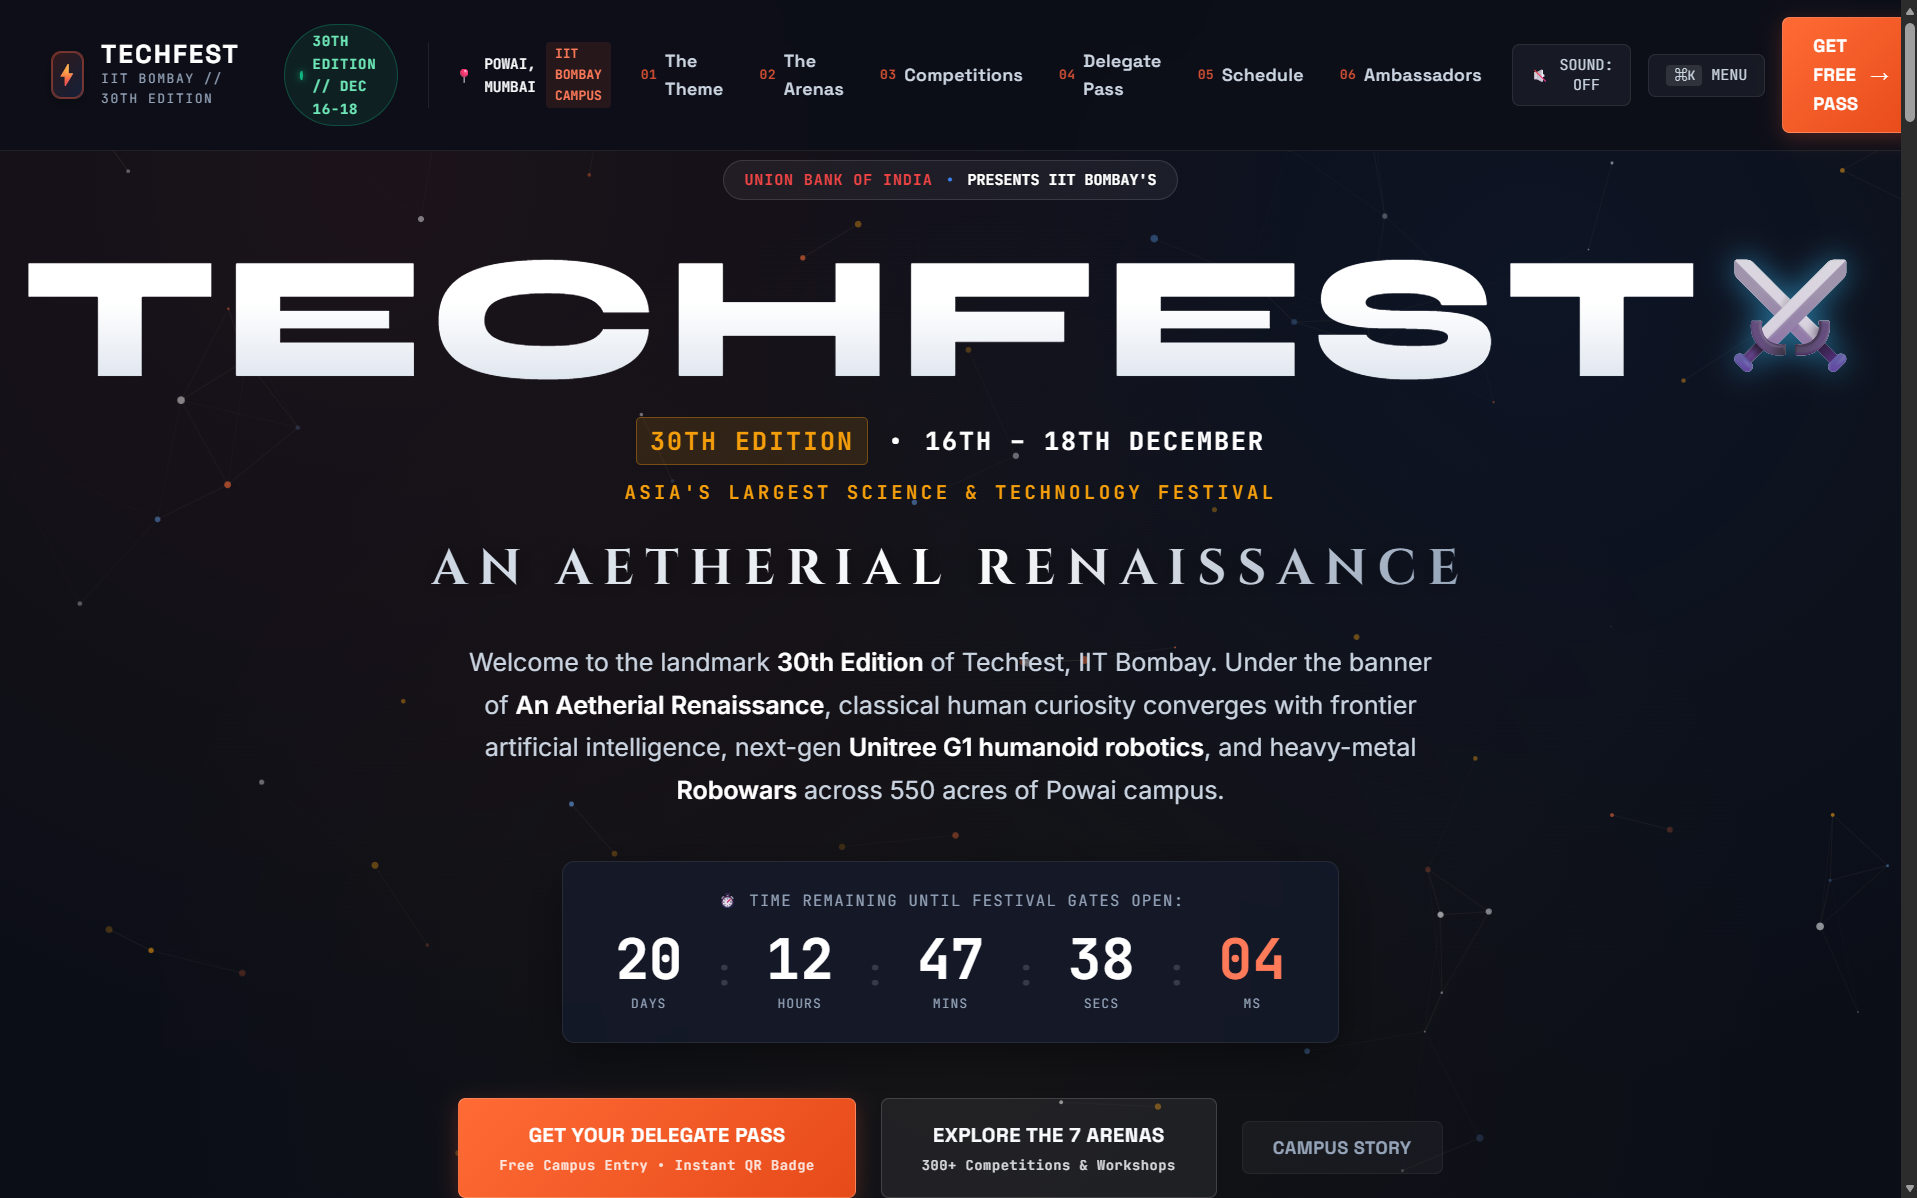 TECHFEST
IIT BOMBAY //
30TH EDITION
30TH
EDITION
// DEC
16-18
POWAI,
MUMBAI
IIT
BOMBAY
CAMPUS
01 The
Theme
02 The
Arenas
03 Competitions
04 Delegate
Pass
05 Schedule
06 Ambassadors
SOUND:
OFF
⌘K MENU
GET
FREE →
PASS
UNION BANK OF INDIA • PRESENTS IIT BOMBAY'S
TECHFEST
30TH EDITION • 16TH – 18TH DECEMBER
ASIA'S LARGEST SCIENCE & TECHNOLOGY FESTIVAL
AN AETHERIAL RENAISSANCE
Welcome to the landmark 30th Edition of Techfest, IIT Bombay. Under the banner
of An Aetherial Renaissance, classical human curiosity converges with frontier
artificial intelligence, next-gen Unitree G1 humanoid robotics, and heavy-metal
Robowars across 550 acres of Powai campus.
TIME REMAINING UNTIL FESTIVAL GATES OPEN:
20 : 12 : 47 : 38 : 04
DAYS HOURS MINS SECS MS
GET YOUR DELEGATE PASS
Free Campus Entry • Instant QR Badge
EXPLORE THE 7 ARENAS
300+ Competitions & Workshops
CAMPUS STORY